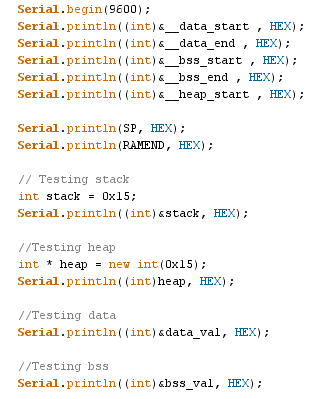 Serial.begin(9600);
Serial.println((int)&__data_start , HEX);
Serial.println((int)&__data_end , HEX);
Serial.println((int)&__bss_start , HEX);
Serial.println((int)&__bss_end , HEX);
Serial.println((int)&__heap_start , HEX);
Serial.println(SP, HEX);
Serial.println(RAMEND, HEX);
// Testing stack
int stack = 0x15;
Serial.println((int)&stack, HEX);
//Testing heap
int * heap = new int(0x15);
Serial.println((int)heap, HEX);
//Testing data
Serial.println((int)&data_val, HEX);
//Testing bss
Serial.println((int)&bss_val, HEX);